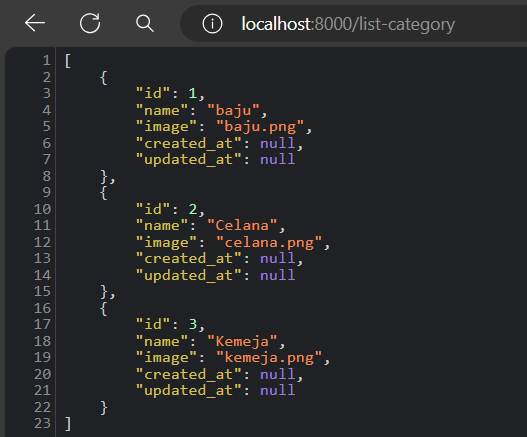 localhost:8000/list-category
1 [
2     {
3         "id": 1,
4         "name": "baju",
5         "image": "baju.png",
6         "created_at": null,
7         "updated_at": null
8     },
9     {
10         "id": 2,
11         "name": "Celana",
12         "image": "celana.png",
13         "created_at": null,
14         "updated_at": null
15     },
16     {
17         "id": 3,
18         "name": "Kemeja",
19         "image": "kemeja.png",
20         "created_at": null,
21         "updated_at": null
22     }
23 ]